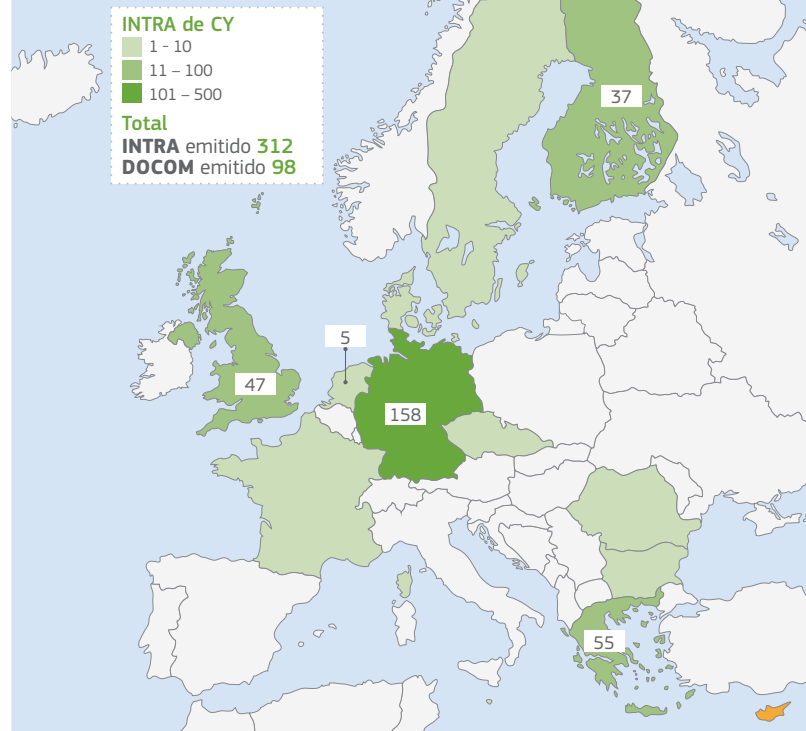 INTRA de CY
1 - 10
11 – 100
101 – 500
Total
INTRA emitido 312
DOCOM emitido 98
37
5
47
158
55